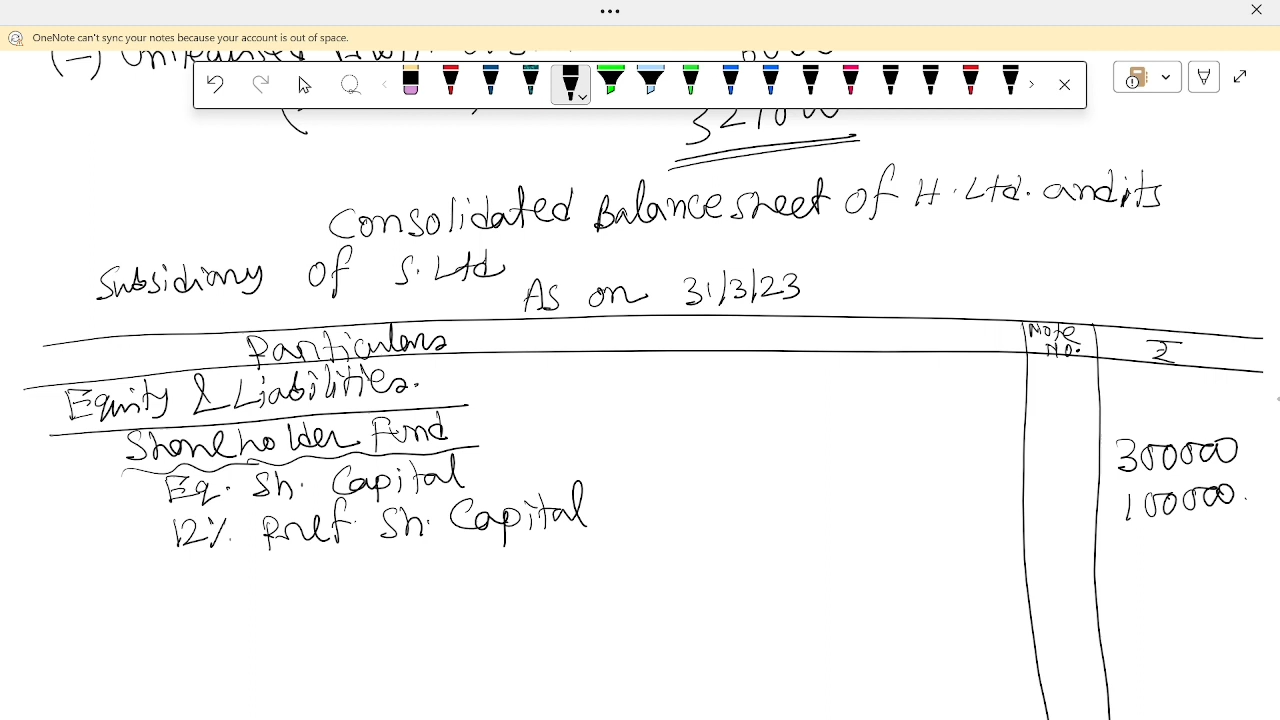 OneNote can't sync your notes because your account is out of space.
(-)
Consolidated Balance sheet of H. Ltd. and its
Subsidiary of S. Ltd
As on 31/3/23
Particulars
Note No.
₹
Equity & Liabilities.
Shareholder Fund
Eq. Sh. Capital 300000
12% Pref. Sh. Capital 100000.